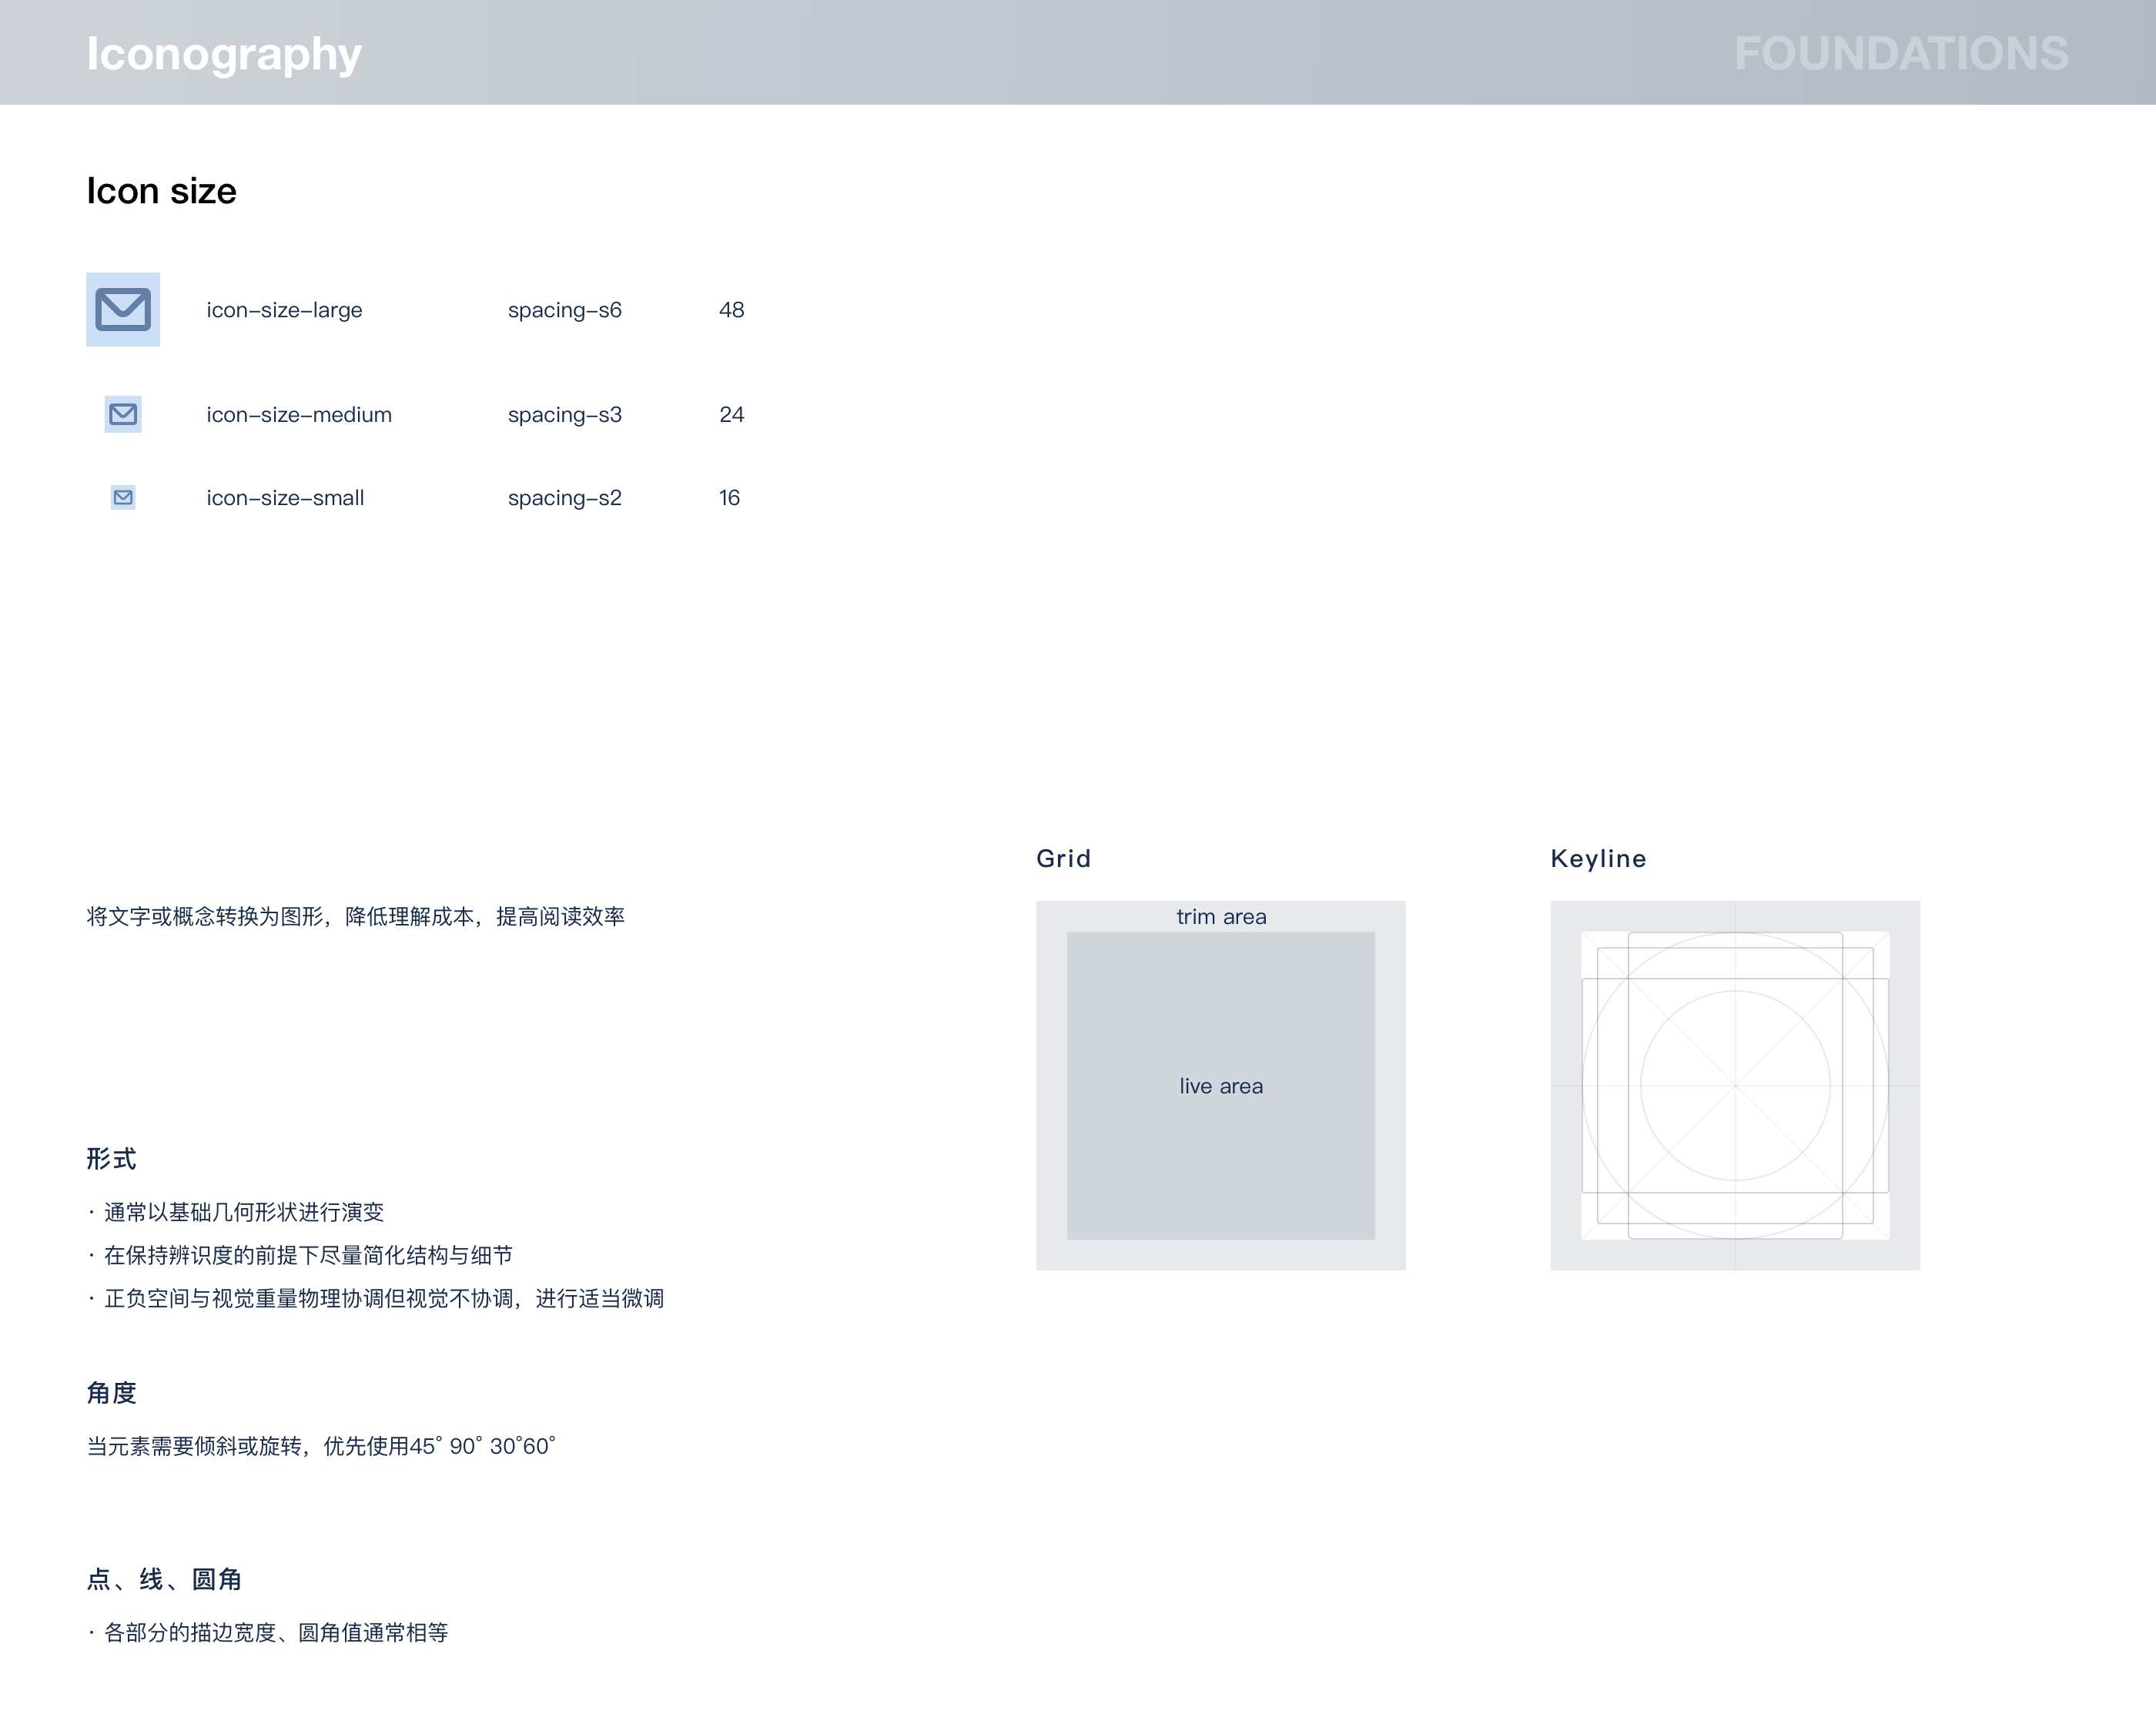 Iconography
FOUNDATIONS
Icon size
icon–size–large spacing–s6 48
icon–size–medium spacing–s3 24
icon–size–small spacing–s2 16
将文字或概念转换为图形，降低理解成本，提高阅读效率
形式
· 通常以基础几何形状进行演变
· 在保持辨识度的前提下尽量简化结构与细节
· 正负空间与视觉重量物理协调但视觉不协调，进行适当微调
角度
当元素需要倾斜或旋转，优先使用45° 90° 30°60°
点、线、圆角
· 各部分的描边宽度、圆角值通常相等
Grid
trim area
live area
Keyline